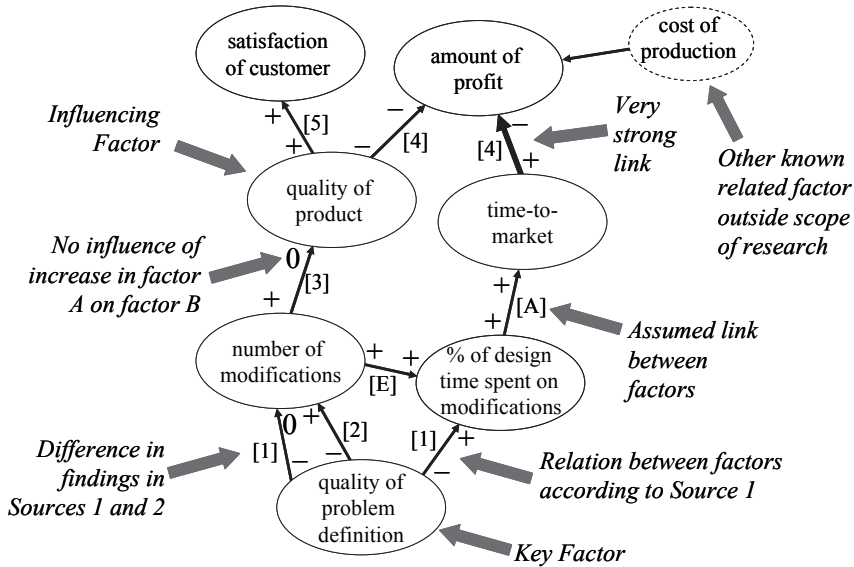 satisfaction
of customer
amount of
profit
cost of
production
Influencing
Factor
+
[5]
+
−
[4]
−
−
[4]
+
Very
strong
link
Other known
related factor
outside scope
of research
quality of
product
time-to-
market
No influence of
increase in factor
A on factor B
0
[3]
+
+
[A]
+
Assumed link
between
factors
number of
modifications
+
+
[E]
% of design
time spent on
modifications
0
+
[1]
[2]
−
−
[1]
+
−
Difference in
findings in
Sources 1 and 2
quality of
problem
definition
Relation between factors
according to Source 1
Key Factor